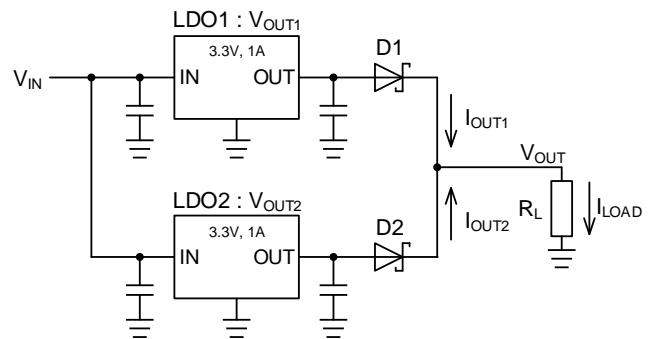 LDO1 : VOUT1
3.3V, 1A
IN OUT
D1
VIN
IOUT1
VOUT
RL
ILOAD
LDO2 : VOUT2
3.3V, 1A
IN OUT
D2
IOUT2